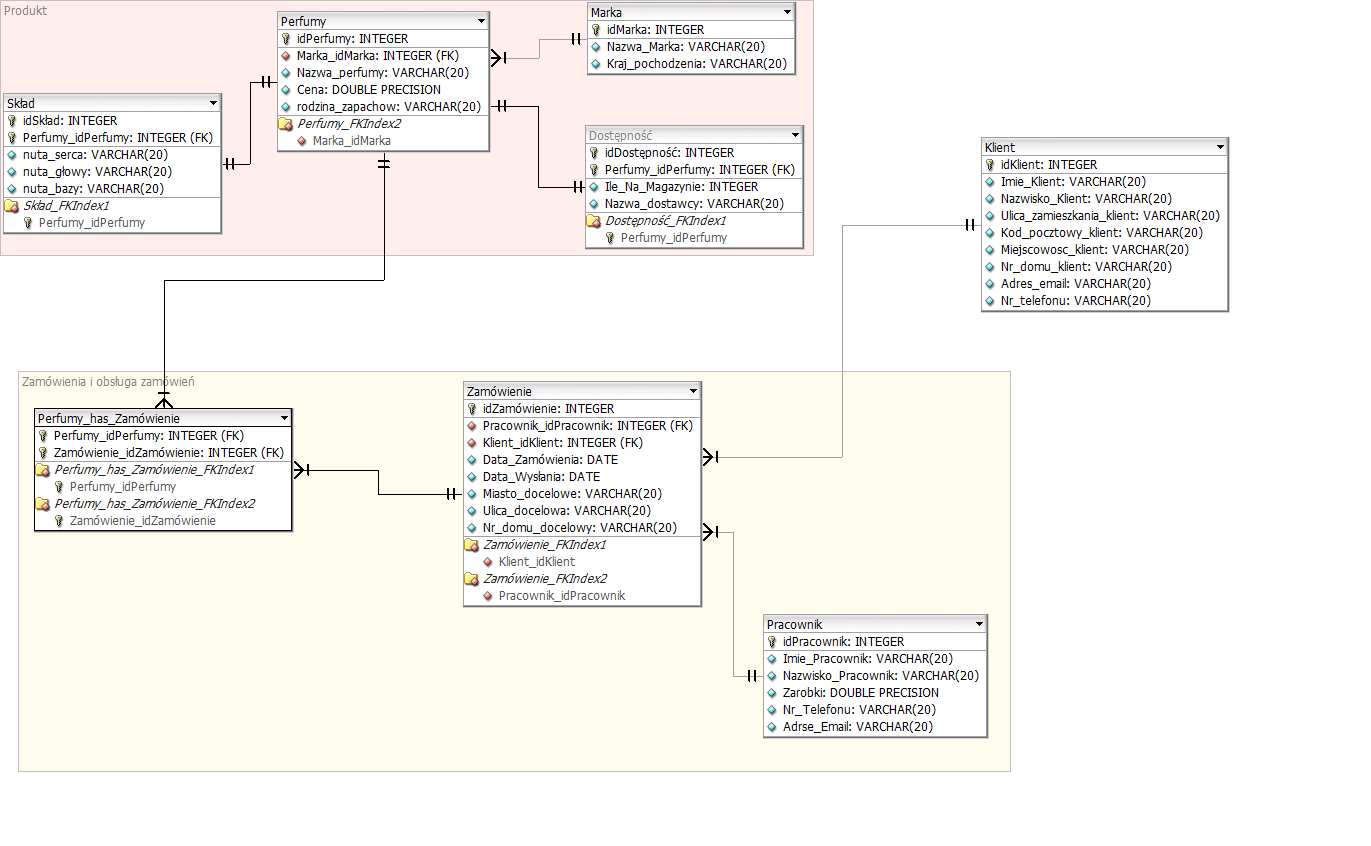 Produkt
Perfumy
idPerfumy: INTEGER
Marka_idMarka: INTEGER (FK)
Nazwa_perfumy: VARCHAR(20)
Cena: DOUBLE PRECISION
rodzina_zapachow: VARCHAR(20)
Perfumy_FKIndex2
Marka_idMarka
Marka
idMarka: INTEGER
Nazwa_Marka: VARCHAR(20)
Kraj_pochodzenia: VARCHAR(20)
Skład
idSkład: INTEGER
Perfumy_idPerfumy: INTEGER (FK)
nuta_serca: VARCHAR(20)
nuta_głowy: VARCHAR(20)
nuta_bazy: VARCHAR(20)
Skład_FKIndex1
Perfumy_idPerfumy
Dostępność
idDostępność: INTEGER
Perfumy_idPerfumy: INTEGER (FK)
Ile_Na_Magazynie: INTEGER
Nazwa_dostawcy: VARCHAR(20)
Dostępność_FKIndex1
Perfumy_idPerfumy
Klient
idKlient: INTEGER
Imie_Klient: VARCHAR(20)
Nazwisko_Klient: VARCHAR(20)
Ulica_zamieszkania_klient: VARCHAR(20)
Kod_pocztowy_klient: VARCHAR(20)
Miejscowosc_klient: VARCHAR(20)
Nr_domu_klient: VARCHAR(20)
Adres_email: VARCHAR(20)
Nr_telefonu: VARCHAR(20)
Zamówienia i obsługa zamówień
Perfumy_has_Zamówienie
Perfumy_idPerfumy: INTEGER (FK)
Zamówienie_idZamówienie: INTEGER (FK)
Perfumy_has_Zamówienie_FKIndex1
Perfumy_idPerfumy
Perfumy_has_Zamówienie_FKIndex2
Zamówienie_idZamówienie
Zamówienie
idZamówienie: INTEGER
Pracownik_idPracownik: INTEGER (FK)
Klient_idKlient: INTEGER (FK)
Data_Zamówienia: DATE
Data_Wysłania: DATE
Miasto_docelowe: VARCHAR(20)
Ulica_docelowa: VARCHAR(20)
Nr_domu_docelowy: VARCHAR(20)
Zamówienie_FKIndex1
Klient_idKlient
Zamówienie_FKIndex2
Pracownik_idPracownik
Pracownik
idPracownik: INTEGER
Imie_Pracownik: VARCHAR(20)
Nazwisko_Pracownik: VARCHAR(20)
Zarobki: DOUBLE PRECISION
Nr_Telefonu: VARCHAR(20)
Adrse_Email: VARCHAR(20)